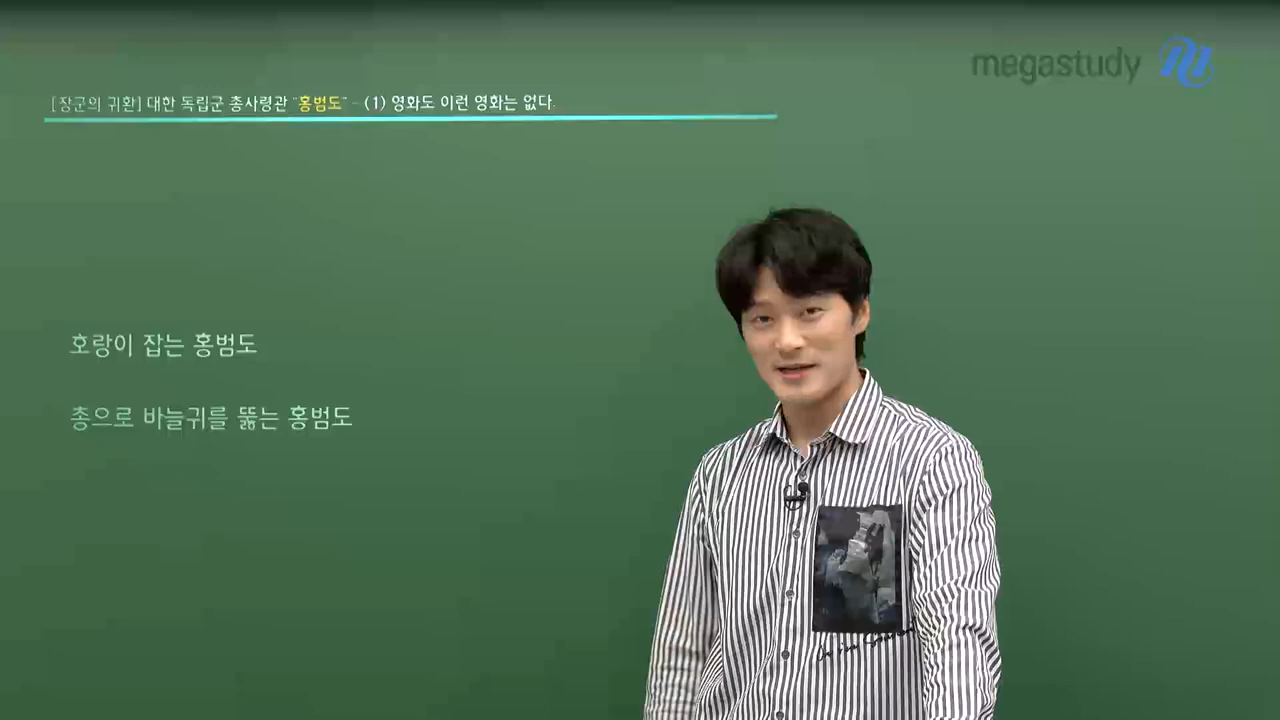 megastudy
[장군의 귀환] 대한 독립군 총사령관 "홍범도" - (1) 영화도 이런 영화는 없다.
호랑이 잡는 홍범도
총으로 바늘귀를 뚫는 홍범도